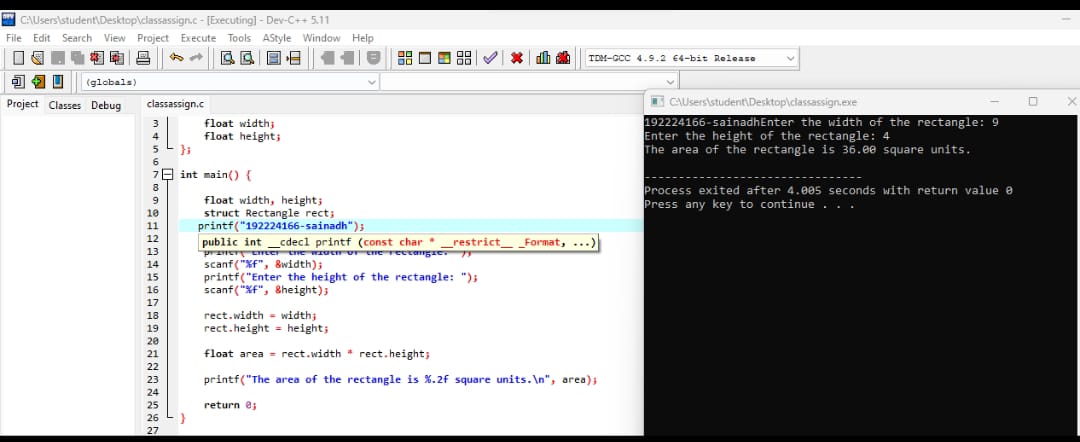 C:\Users\student\Desktop\classassign.c - [Executing] - Dev-C++ 5.11
File Edit Search View Project Execute Tools AStyle Window Help
TDM-GCC 4.9.2 64-bit Release
(globals)
Project Classes Debug
classassign.c
3 float width;
4 float height;
5 };
6
7 int main() {
8
9 float width, height;
10 struct Rectangle rect;
11 printf("192224166-sainadh");
12 public int __cdecl printf (const char * __restrict__ _Format, ...)
13
14 scanf("%f", &width);
15 printf("Enter the height of the rectangle: ");
16 scanf("%f", &height);
17
18 rect.width = width;
19 rect.height = height;
20
21 float area = rect.width * rect.height;
22
23 printf("The area of the rectangle is %.2f square units.\n", area);
24
25 return 0;
26 }
27
C:\Users\student\Desktop\classassign.exe
192224166-sainadhEnter the width of the rectangle: 9
Enter the height of the rectangle: 4
The area of the rectangle is 36.00 square units.
--------------------------------
Process exited after 4.005 seconds with return value 0
Press any key to continue . . .